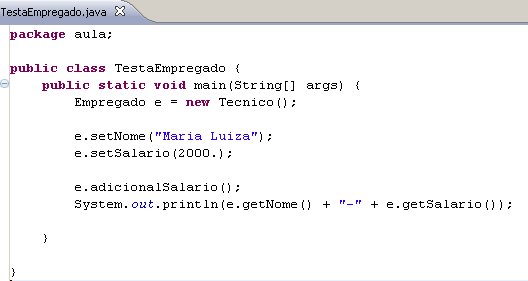 TestaEmpregado.java
package aula;
public class TestaEmpregado {
public static void main(String[] args) {
Empregado e = new Tecnico();
e.setNome("Maria Luiza");
e.setSalario(2000.);
e.adicionalSalario();
System.out.println(e.getNome() + "-" + e.getSalario());
}
}